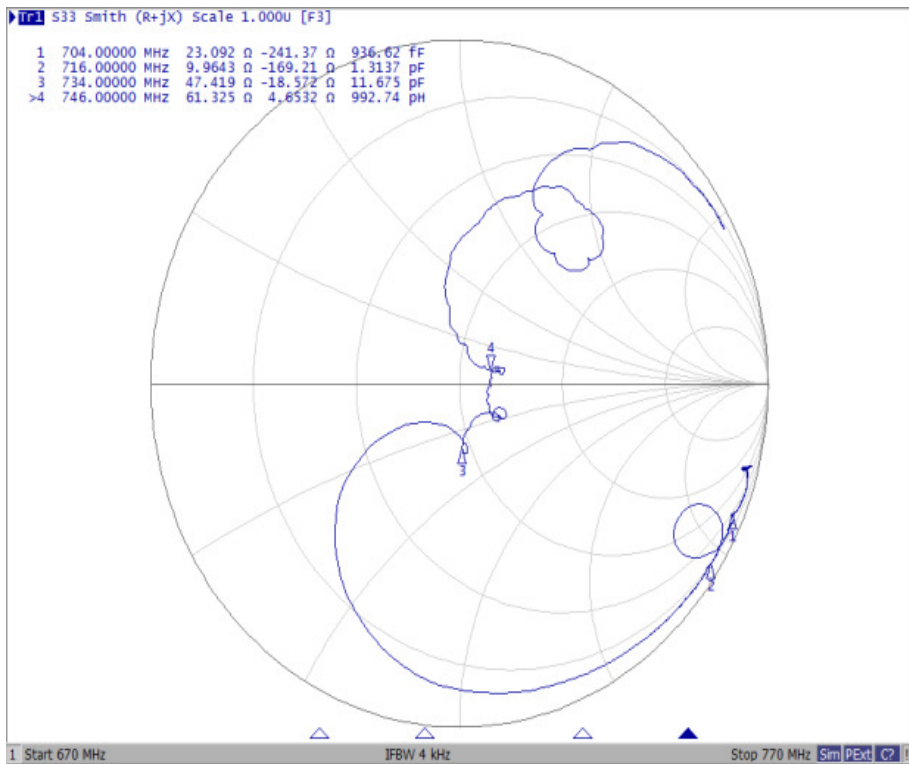 Tr1 S33 Smith (R+jX) Scale 1.000U [F3]
1 704.00000 MHz 23.092 Ω -241.37 Ω 936.62 fF
2 716.00000 MHz 9.9643 Ω -169.21 Ω 1.3137 pF
3 734.00000 MHz 47.419 Ω -18.572 Ω 11.675 pF
>4 746.00000 MHz 61.325 Ω 4.6532 Ω 992.74 pH
4
3
1
2
1 Start 670 MHz IFBW 4 kHz Stop 770 MHz Sim PExt C? !